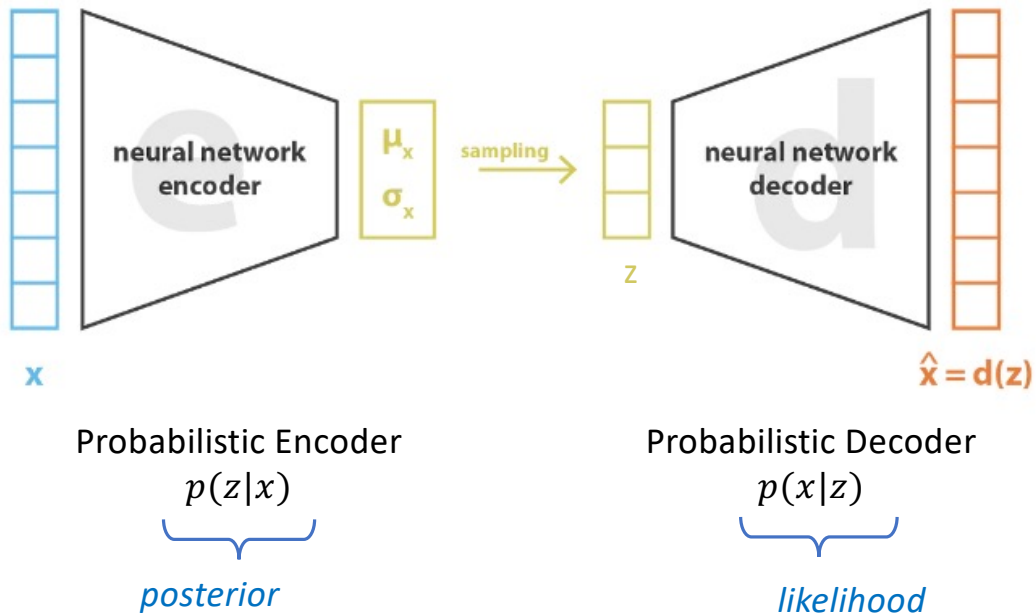 e
neural network
encoder
μx
σx
sampling
z
d
neural network
decoder
x
x̂ = d(z)
Probabilistic Encoder
p(z|x)
posterior
Probabilistic Decoder
p(x|z)
likelihood